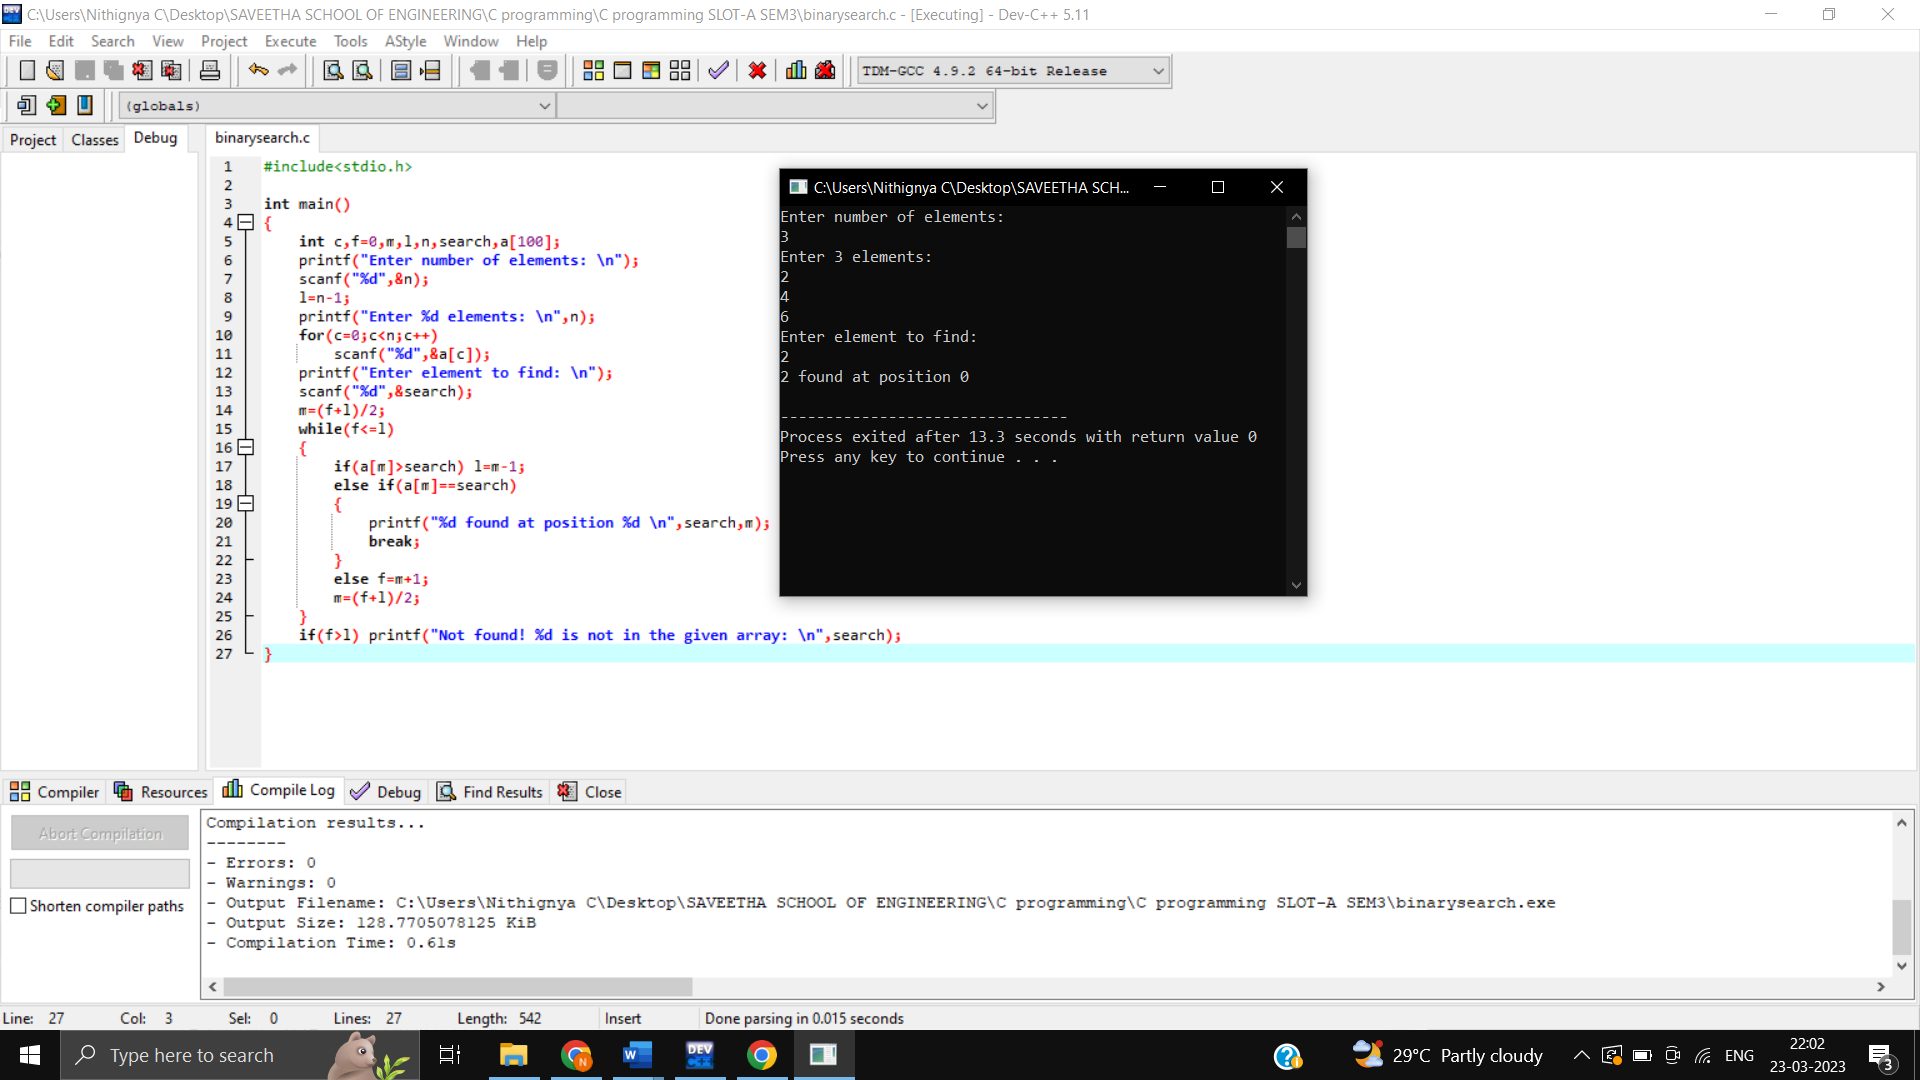 C:\Users\Nithignya C\Desktop\SAVEETHA SCHOOL OF ENGINEERING\C programming\C programming SLOT-A SEM3\binarysearch.c - [Executing] - Dev-C++ 5.11
File Edit Search View Project Execute Tools AStyle Window Help
TDM-GCC 4.9.2 64-bit Release
(globals)
Project Classes Debug
binarysearch.c
1 #include<stdio.h>
2
3 int main()
4 {
5 int c,f=0,m,l,n,search,a[100];
6 printf("Enter number of elements: \n");
7 scanf("%d",&n);
8 l=n-1;
9 printf("Enter %d elements: \n",n);
10 for(c=0;c<n;c++)
11 scanf("%d",&a[c]);
12 printf("Enter element to find: \n");
13 scanf("%d",&search);
14 m=(f+l)/2;
15 while(f<=l)
16 {
17 if(a[m]>search) l=m-1;
18 else if(a[m]==search)
19 {
20 printf("%d found at position %d \n",search,m);
21 break;
22 }
23 else f=m+1;
24 m=(f+l)/2;
25 }
26 if(f>l) printf("Not found! %d is not in the given array: \n",search);
27 }
C:\Users\Nithignya C\Desktop\SAVEETHA SCH...
Enter number of elements:
3
Enter 3 elements:
2
4
6
Enter element to find:
2
2 found at position 0
--------------------------------
Process exited after 13.3 seconds with return value 0
Press any key to continue . . .
Compiler Resources Compile Log Debug Find Results Close
Abort Compilation
Shorten compiler paths
Compilation results...
--------
- Errors: 0
- Warnings: 0
- Output Filename: C:\Users\Nithignya C\Desktop\SAVEETHA SCHOOL OF ENGINEERING\C programming\C programming SLOT-A SEM3\binarysearch.exe
- Output Size: 128.7705078125 KiB
- Compilation Time: 0.61s
Line: 27 Col: 3 Sel: 0 Lines: 27 Length: 542 Insert Done parsing in 0.015 seconds
Type here to search
DEV
29°C Partly cloudy
ENG
22:02
23-03-2023
3